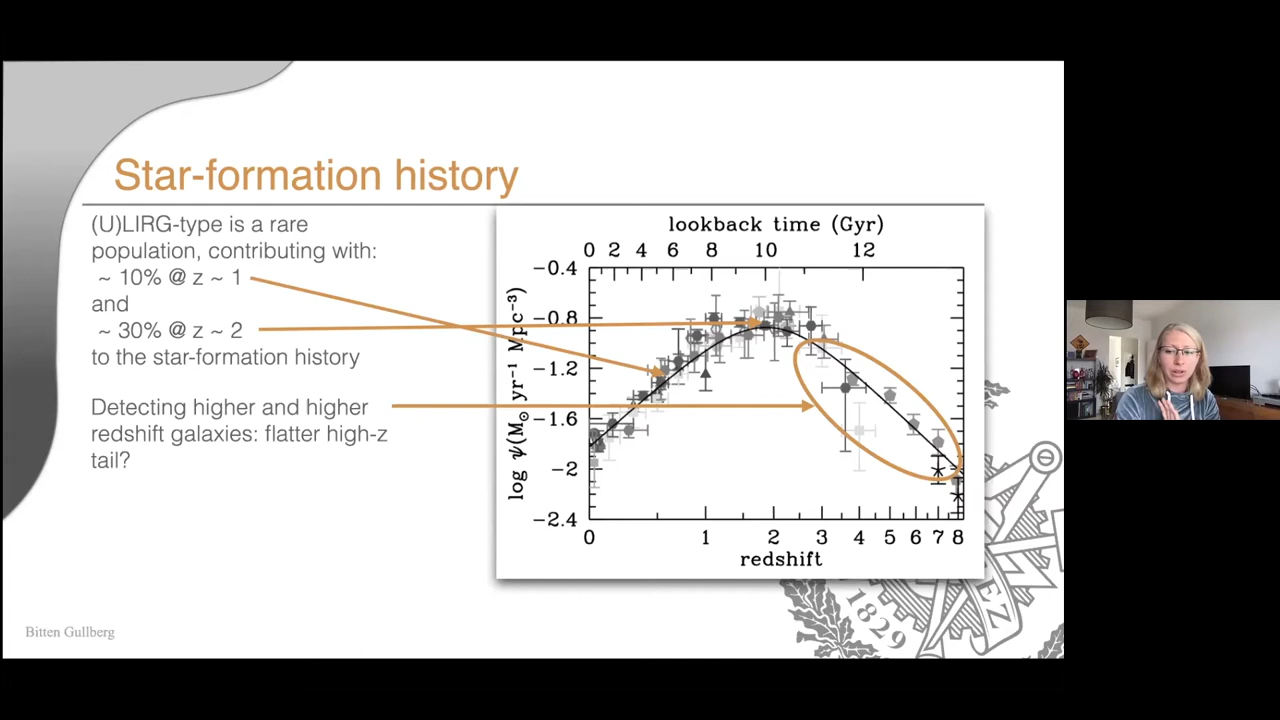 Star-formation history
(U)LIRG-type is a rare
population, contributing with:
~ 10% @ z ~ 1
and
~ 30% @ z ~ 2
to the star-formation history
Detecting higher and higher
redshift galaxies: flatter high-z
tail?
lookback time (Gyr)
0 2 4 6 8 10 12
log ψ(M⊙ yr⁻¹ Mpc⁻³)
−0.4
−0.8
−1.2
−1.6
−2
−2.4
0 1 2 3 4 5 6 7 8
redshift
Bitten Gullberg
1829
EZ